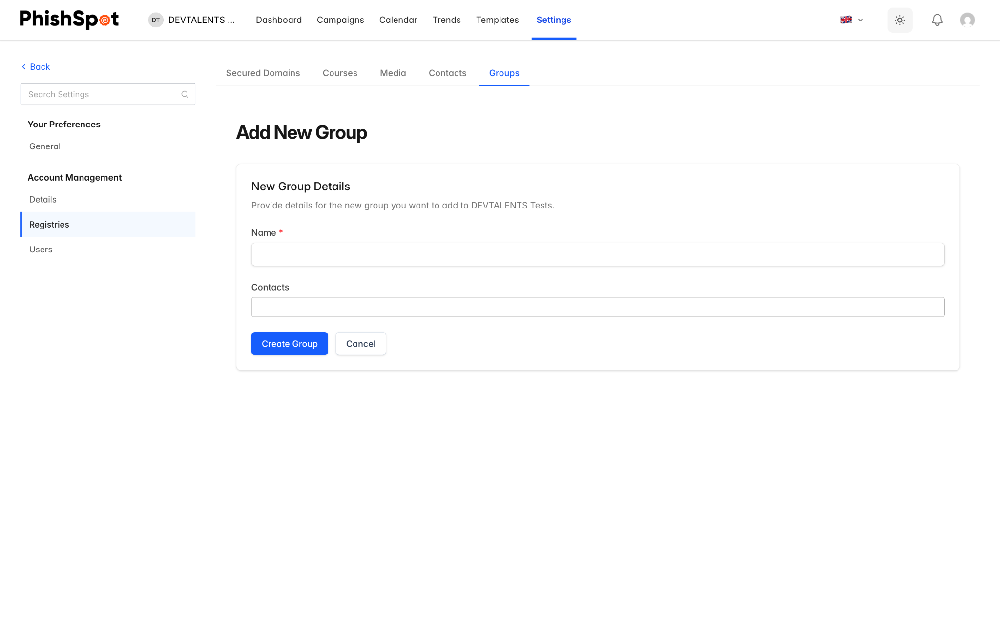 PhishSpot
DT DEVTALENTS ... Dashboard Campaigns Calendar Trends Templates Settings
Back
Search Settings
Your Preferences
General
Account Management
Details
Registries
Users
Secured Domains Courses Media Contacts Groups
Add New Group
New Group Details
Provide details for the new group you want to add to DEVTALENTS Tests.
Name *
Contacts
Create Group Cancel